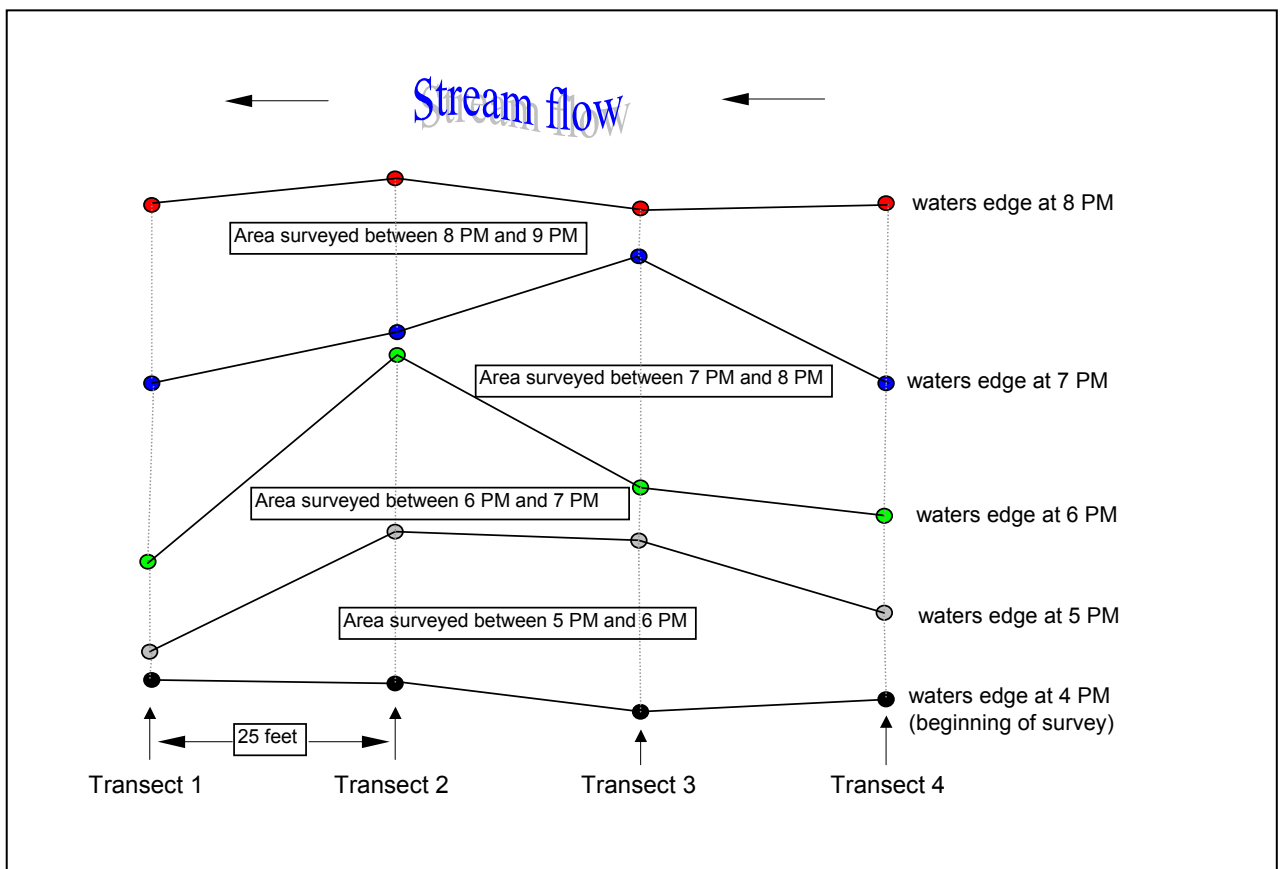 Stream flow
waters edge at 8 PM
Area surveyed between 8 PM and 9 PM
Area surveyed between 7 PM and 8 PM
waters edge at 7 PM
Area surveyed between 6 PM and 7 PM
waters edge at 6 PM
Area surveyed between 5 PM and 6 PM
waters edge at 5 PM
waters edge at 4 PM
(beginning of survey)
25 feet
Transect 1
Transect 2
Transect 3
Transect 4